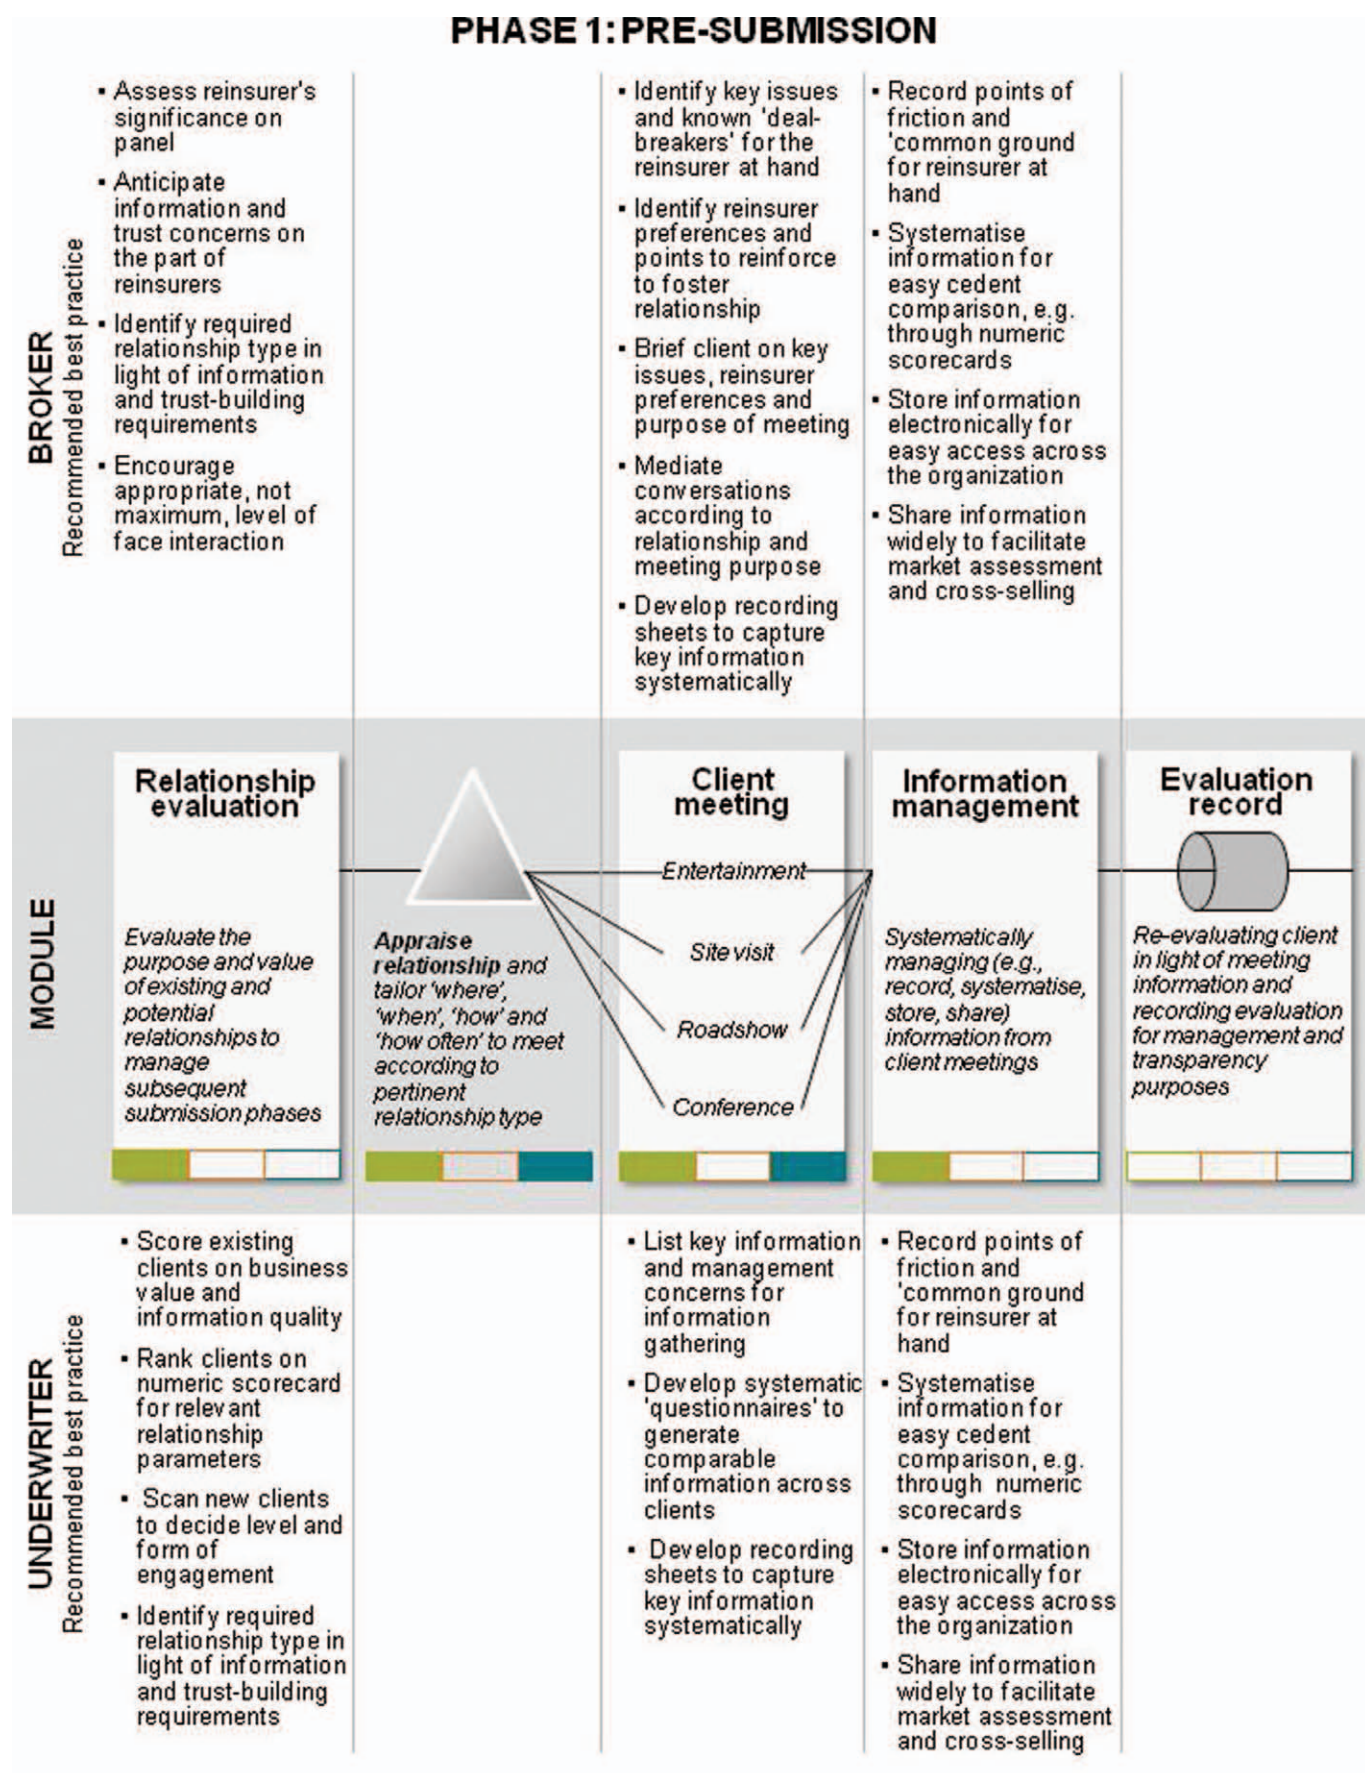 PHASE 1: PRE-SUBMISSION
BROKER
Recommended best practice
▪ Assess reinsurer's
significance on
panel
▪ Anticipate
information and
trust concerns on
the part of
reinsurers
▪ Identify required
relationship type in
light of information
and trust-building
requirements
▪ Encourage
appropriate, not
maximum, level of
face interaction
▪ Identify key issues
and known 'deal-
breakers' for the
reinsurer at hand
▪ Identify reinsurer
preferences and
points to reinforce
to foster
relationship
▪ Brief client on key
issues, reinsurer
preferences and
purpose of meeting
▪ Mediate
conversations
according to
relationship and
meeting purpose
▪ Develop recording
sheets to capture
key information
systematically
▪ Record points of
friction and
'common ground
for reinsurer at
hand
▪ Systematise
information for
easy cedent
comparison, e.g.
through numeric
scorecards
▪ Store information
electronically for
easy access across
the organization
▪ Share information
widely to facilitate
market assessment
and cross-selling
MODULE
Relationship
evaluation
Evaluate the
purpose and value
of existing and
potential
relationships to
manage
subsequent
submission phases
Appraise
relationship and
tailor 'where',
'when', 'how' and
'how often' to meet
according to
pertinent
relationship type
Client
meeting
Entertainment
Site visit
Roadshow
Conference
Information
management
Systematically
managing (e.g.,
record, systematise,
store, share)
information from
client meetings
Evaluation
record
Re-evaluating client
in light of meeting
information and
recording evaluation
for management and
transparency
purposes
UNDERWRITER
Recommended best practice
▪ Score existing
clients on business
value and
information quality
▪ Rank clients on
numeric scorecard
for relevant
relationship
parameters
▪ Scan new clients
to decide level and
form of
engagement
▪ Identify required
relationship type in
light of information
and trust-building
requirements
▪ List key information
and management
concerns for
information
gathering
▪ Develop systematic
'questionnaires' to
generate
comparable
information across
clients
▪ Develop recording
sheets to capture
key information
systematically
▪ Record points of
friction and
'common ground
for reinsurer at
hand
▪ Systematise
information for
easy cedent
comparison, e.g.
through numeric
scorecards
▪ Store information
electronically for
easy access across
the organization
▪ Share information
widely to facilitate
market assessment
and cross-selling